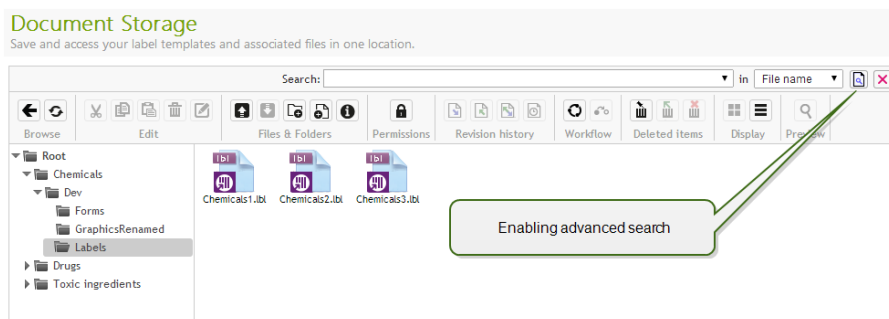 Document Storage
Save and access your label templates and associated files in one location.
Search: in File name
Browse Edit Files & Folders Permissions Revision history Workflow Deleted items Display Preview
Root
Chemicals
Dev
Forms
GraphicsRenamed
Labels
Drugs
Toxic ingredients
lbl lbl lbl
Chemicals1.lbl Chemicals2.lbl Chemicals3.lbl
Enabling advanced search